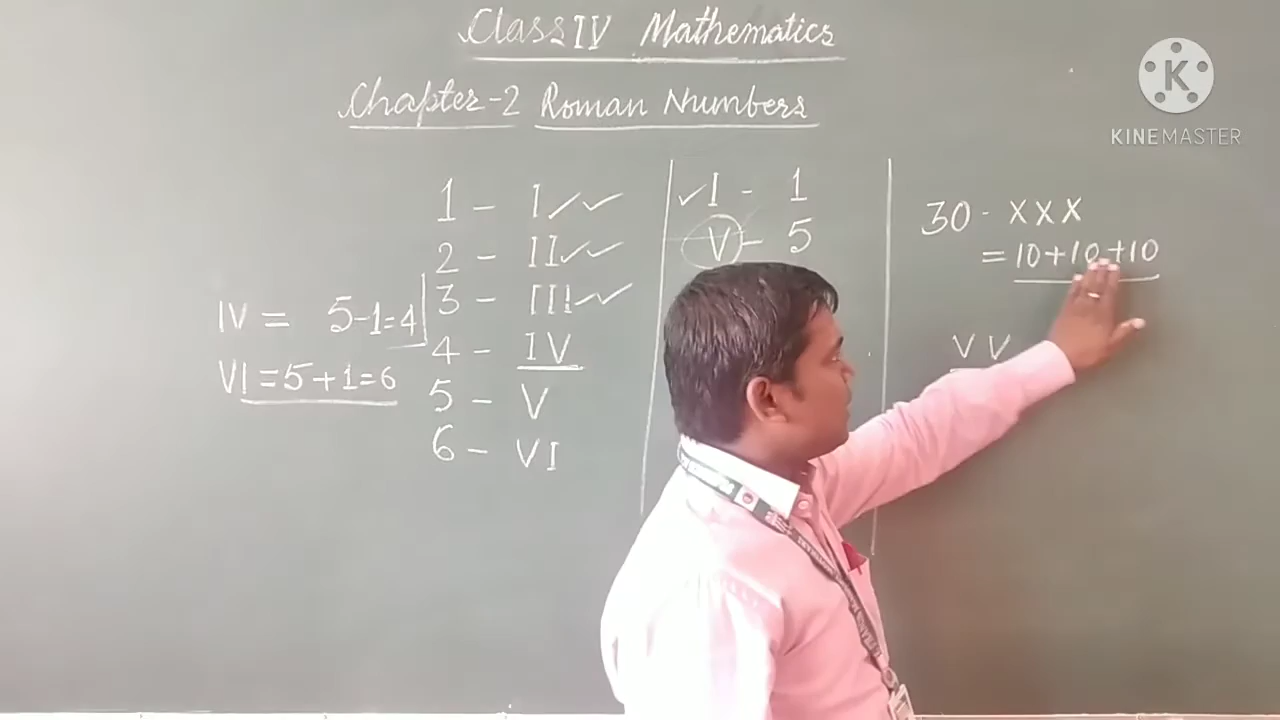 Class IV Mathematics
Chapter-2 Roman Numbers
K
KINEMASTER
IV = 5-1=4
VI=5+1=6
1 - I ✓✓
2 - II ✓✓
3 - III ✓✓
4 - IV
5 - V
6 - VI
✓I - 1
V - 5
30 - XXX
= 10+10+10
V V